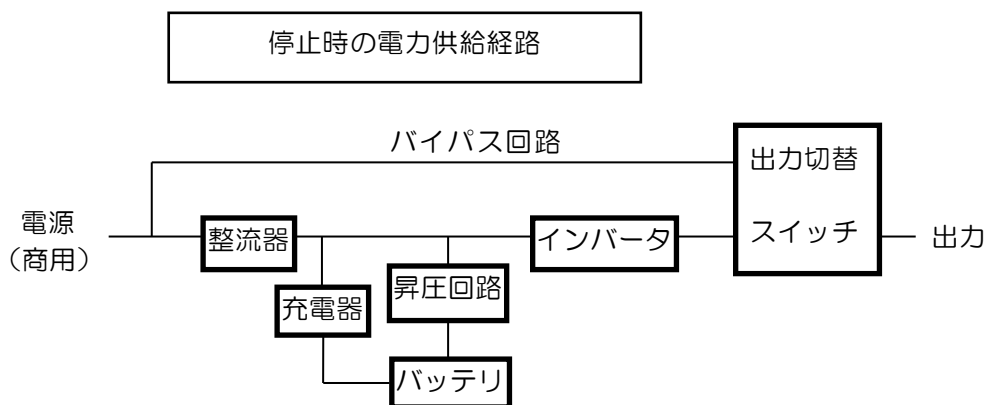 停止時の電力供給経路
バイパス回路
出力切替
スイッチ
電源
（商用）
整流器
インバータ
出力
充電器
昇圧回路
バッテリ